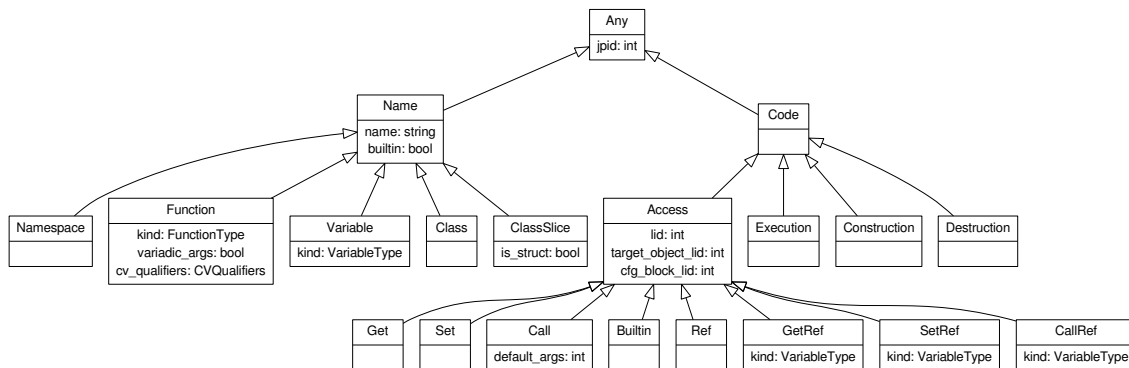 Any
jpid: int
Name
name: string
builtin: bool
Code
Namespace
Function
kind: FunctionType
variadic_args: bool
cv_qualifiers: CVQualifiers
Variable
kind: VariableType
Class
ClassSlice
is_struct: bool
Access
lid: int
target_object_lid: int
cfg_block_lid: int
Execution
Construction
Destruction
Get
Set
Call
default_args: int
Builtin
Ref
GetRef
kind: VariableType
SetRef
kind: VariableType
CallRef
kind: VariableType